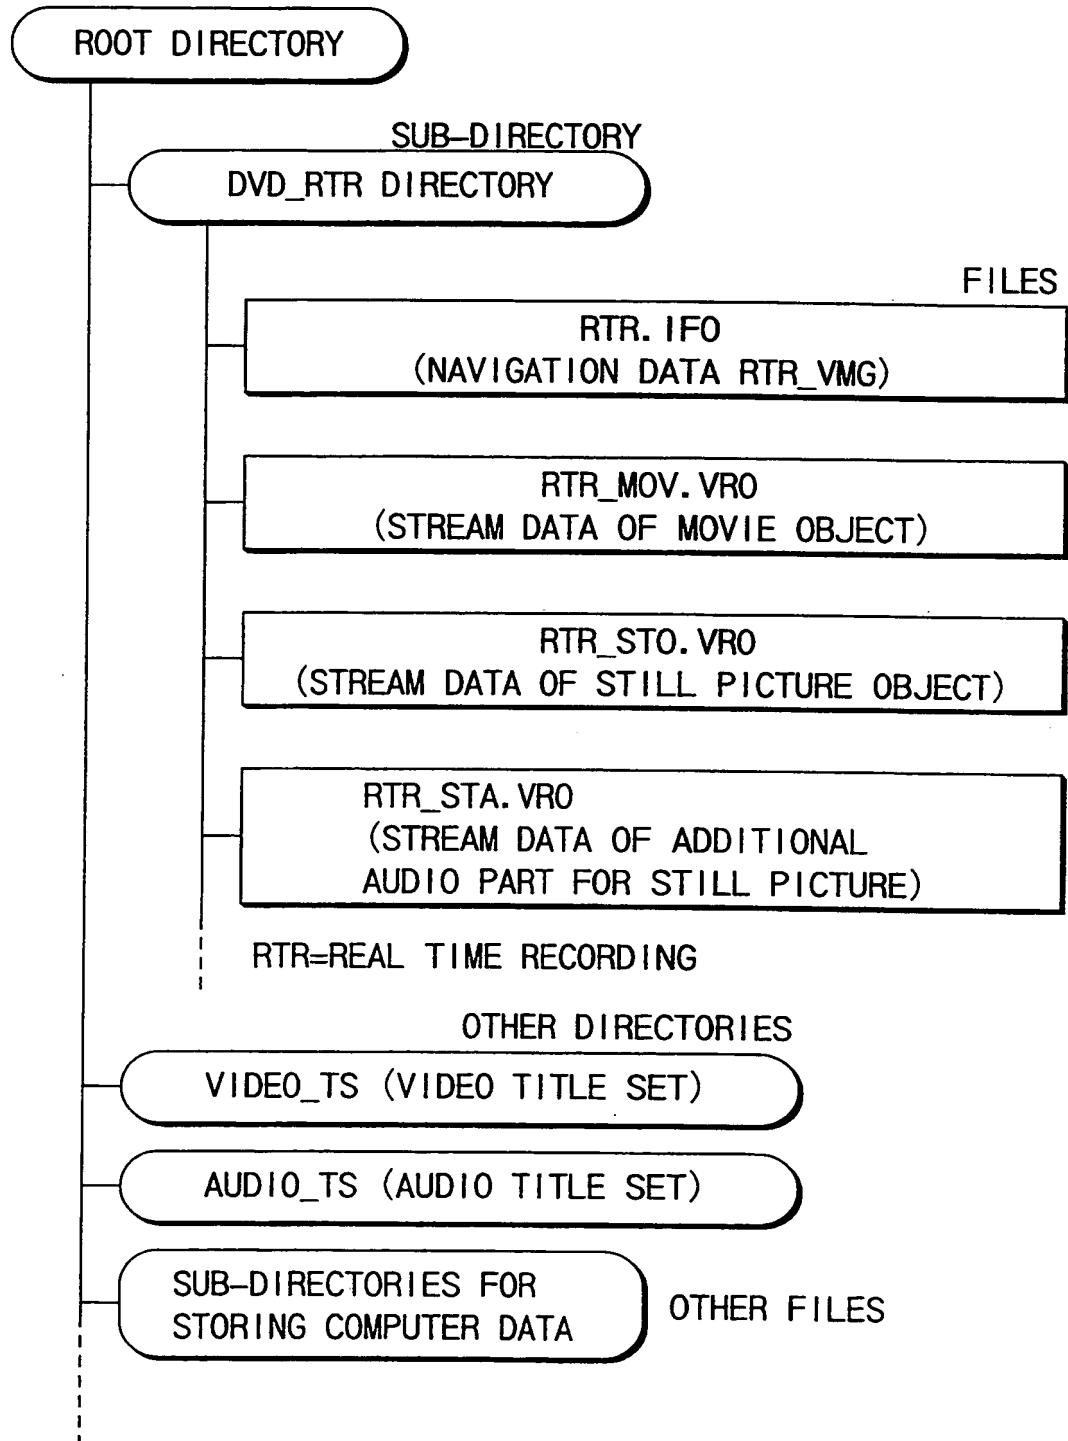 ROOT DIRECTORY
SUB-DIRECTORY
DVD_RTR DIRECTORY
FILES
RTR.IFO
(NAVIGATION DATA RTR_VMG)
RTR_MOV.VRO
(STREAM DATA OF MOVIE OBJECT)
RTR_STO.VRO
(STREAM DATA OF STILL PICTURE OBJECT)
RTR_STA.VRO
(STREAM DATA OF ADDITIONAL
AUDIO PART FOR STILL PICTURE)
RTR=REAL TIME RECORDING
OTHER DIRECTORIES
VIDEO_TS (VIDEO TITLE SET)
AUDIO_TS (AUDIO TITLE SET)
SUB-DIRECTORIES FOR
STORING COMPUTER DATA
OTHER FILES